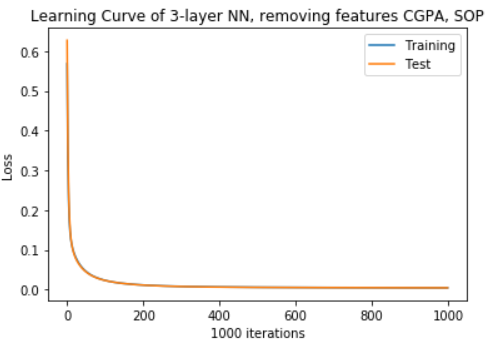 Learning Curve of 3-layer NN, removing features CGPA, SOP
Training
Test
Loss
0.6
0.5
0.4
0.3
0.2
0.1
0.0
0 200 400 600 800 1000
1000 iterations